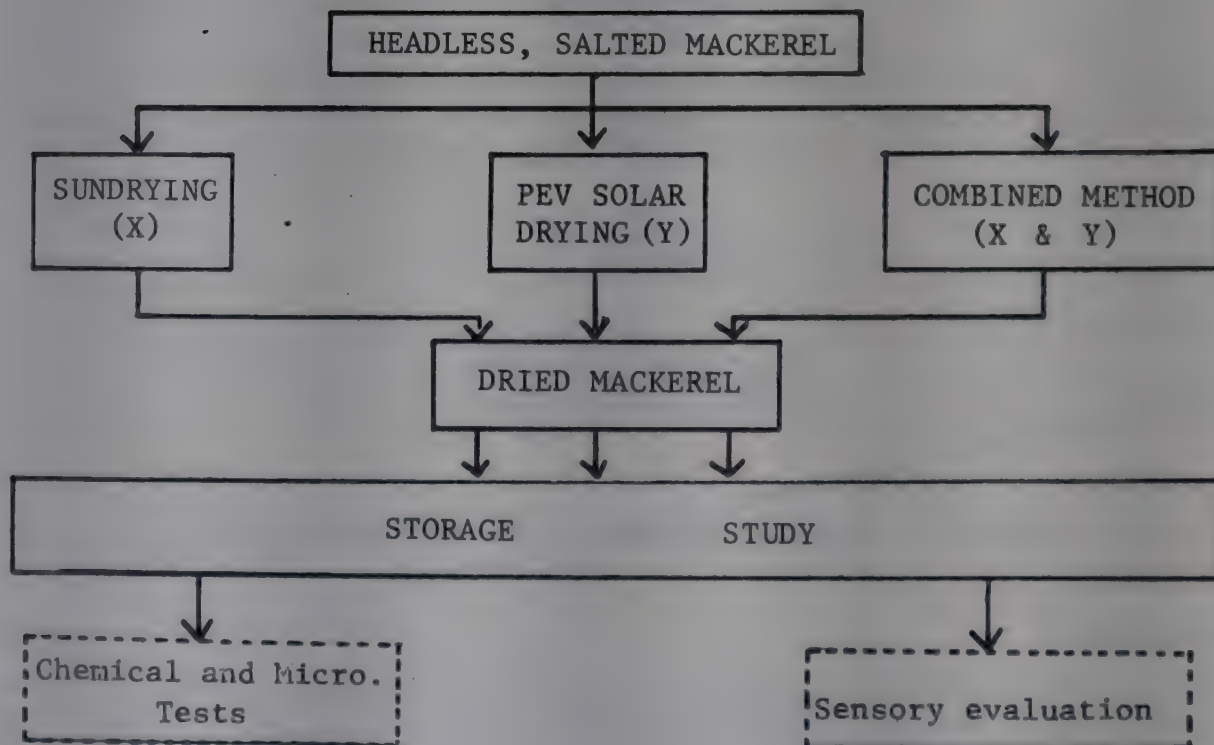 HEADLESS, SALTED MACKEREL
SUNDRYING
(X)
PEV SOLAR
DRYING (Y)
COMBINED METHOD
(X & Y)
DRIED MACKEREL
STORAGE STUDY
Chemical and Micro.
Tests
Sensory evaluation